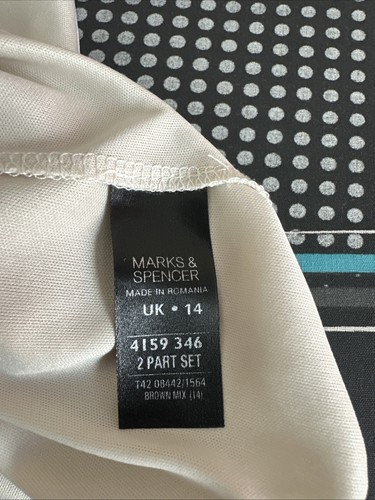 MARKS &
SPENCER
MADE IN ROMANIA
UK • 14
4159 346
2 PART SET
T42 08442/1564
BROWN MIX (14)